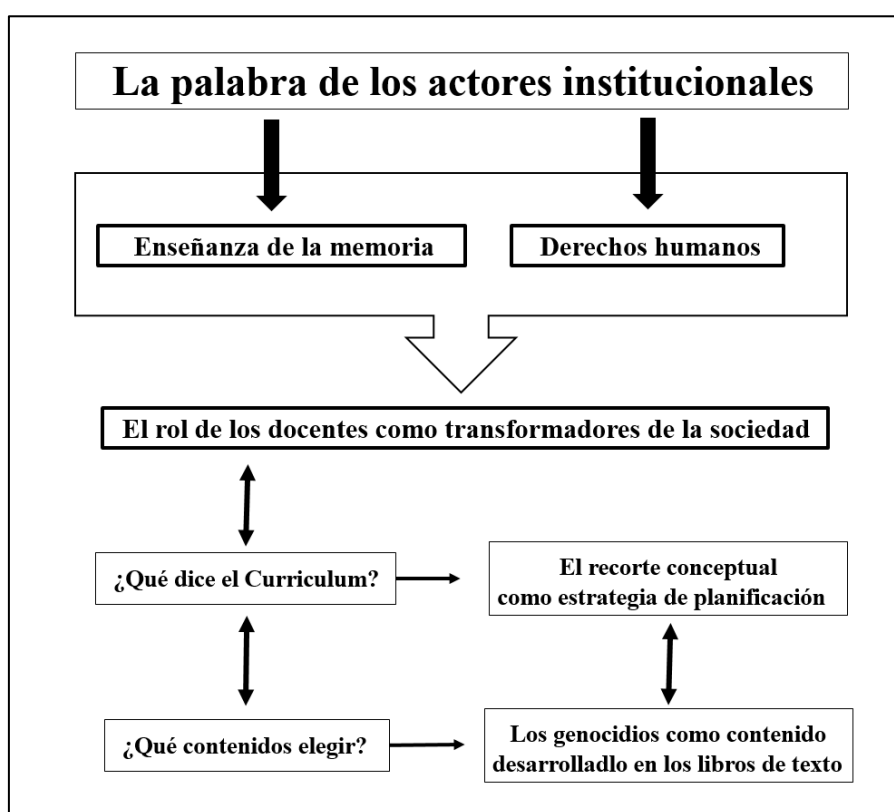 La palabra de los actores institucionales
Enseñanza de la memoria
Derechos humanos
El rol de los docentes como transformadores de la sociedad
¿Qué dice el Curriculum?
El recorte conceptual
como estrategia de planificación
¿Qué contenidos elegir?
Los genocidios como contenido
desarrolladlo en los libros de texto